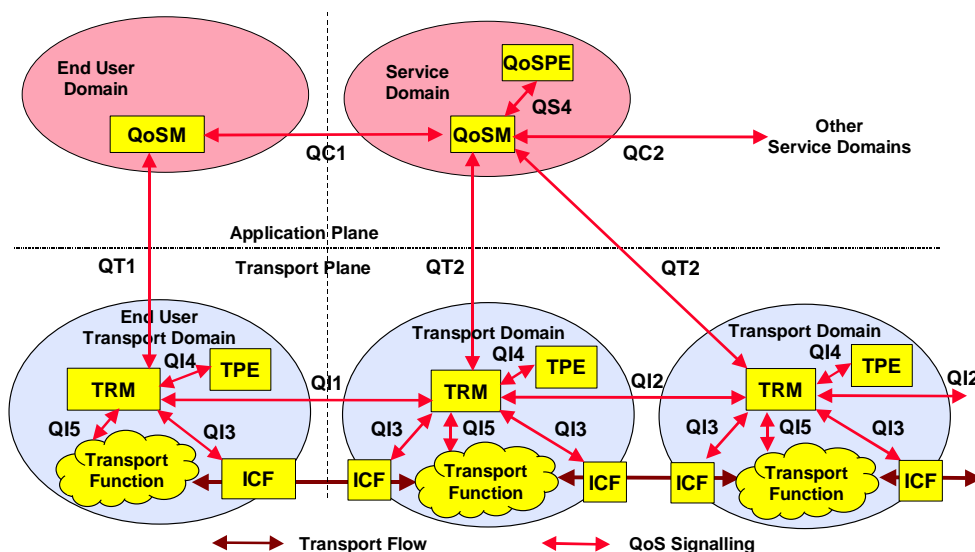 End User
Domain
QoSM
Service
Domain
QoSPE
QS4
QoSM
QC1
QC2
Other
Service Domains
Application Plane
Transport Plane
QT1
QT2
QT2
End User
Transport Domain
QI4
TPE
TRM
QI1
QI5
QI3
Transport
Function
ICF
Transport Domain
QI4
TPE
TRM
QI2
QI3
QI5
QI3
ICF
Transport
Function
ICF
Transport Domain
QI4
TPE
TRM
QI2
QI3
QI5
QI3
ICF
Transport
Function
ICF
Transport Flow
QoS Signalling